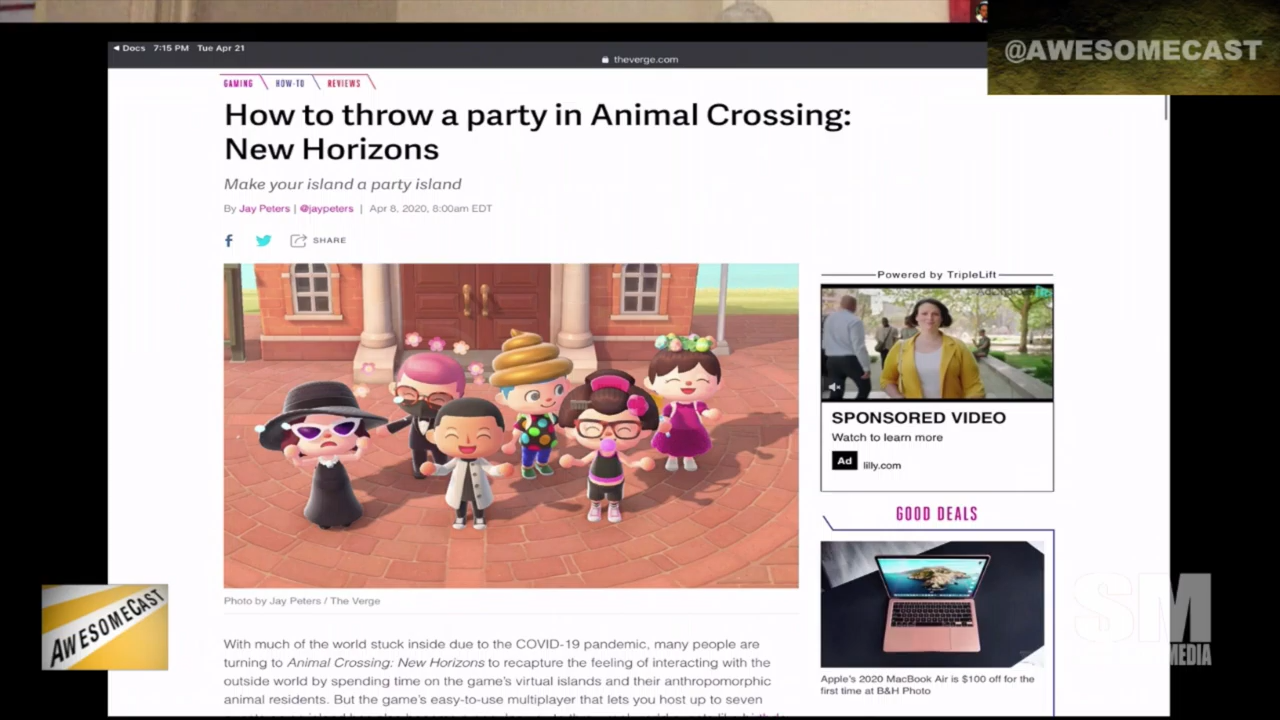 Docs 7:15 PM Tue Apr 21
theverge.com
@AWESOMECAST
GAMING HOW-TO REVIEWS
How to throw a party in Animal Crossing:
New Horizons
Make your island a party island
By Jay Peters | @jaypeters | Apr 8, 2020, 8:00am EDT
SHARE
Photo by Jay Peters / The Verge
With much of the world stuck inside due to the COVID-19 pandemic, many people are
turning to Animal Crossing: New Horizons to recapture the feeling of interacting with the
outside world by spending time on the game's virtual islands and their anthropomorphic
animal residents. But the game's easy-to-use multiplayer that lets you host up to seven
Powered by TripleLift
SPONSORED VIDEO
Watch to learn more
Ad lilly.com
GOOD DEALS
Apple's 2020 MacBook Air is $100 off for the
first time at B&H Photo
AWESOMECAST
SM
MEDIA